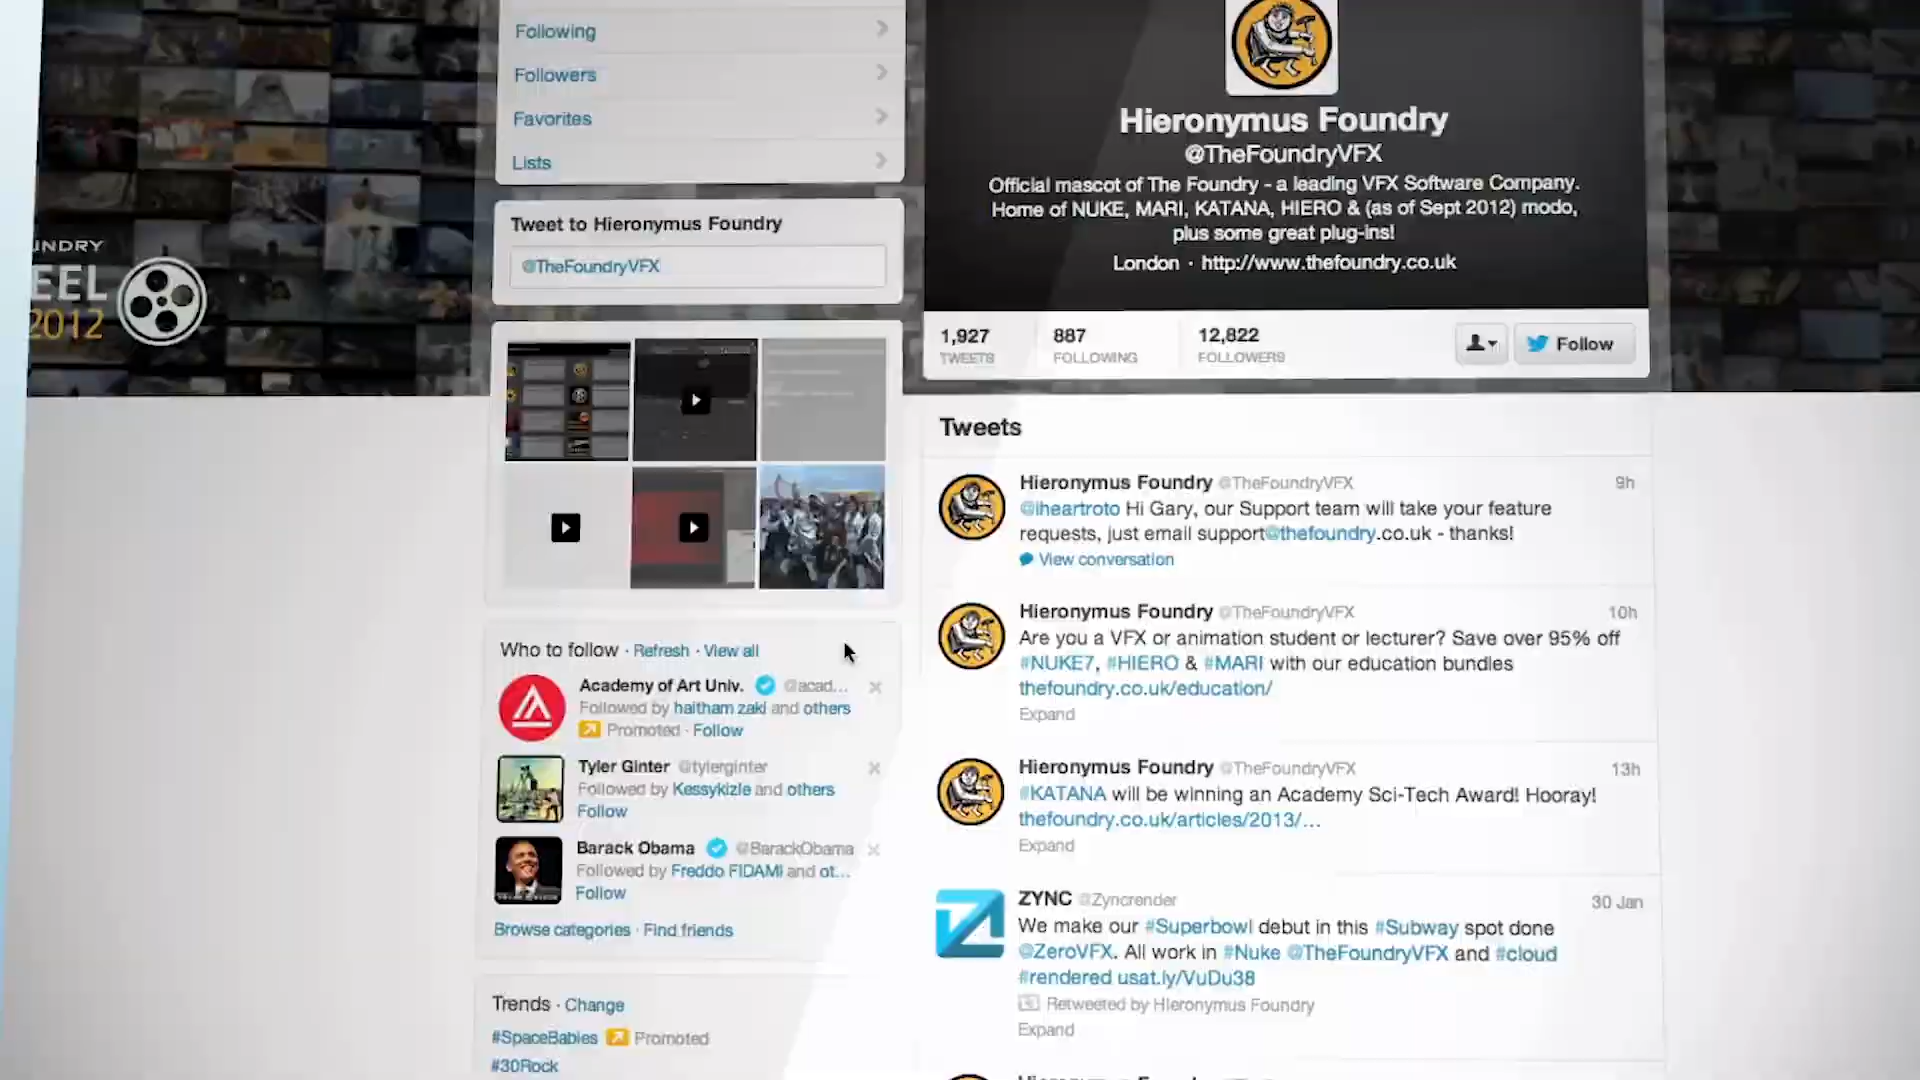 Following
Followers
Favorites
Lists
Tweet to Hieronymus Foundry
@TheFoundryVFX
UNDRY
EEL
2012
Hieronymus Foundry
@TheFoundryVFX
Official mascot of The Foundry - a leading VFX Software Company.
Home of NUKE, MARI, KATANA, HIERO & (as of Sept 2012) modo,
plus some great plug-ins!
London · http://www.thefoundry.co.uk
1,927 887 12,822
TWEETS FOLLOWING FOLLOWERS
Follow
Who to follow · Refresh · View all
Academy of Art Univ. @acad...
Followed by haitham zaki and others
Promoted · Follow
Tyler Ginter @tylerginter
Followed by Kessykizle and others
Follow
Barack Obama @BarackObama
Followed by Freddo FIDAMI and ot...
Follow
Browse categories · Find friends
Trends · Change
#SpaceBabies Promoted
#30Rock
Tweets
Hieronymus Foundry @TheFoundryVFX 9h
@iheartroto Hi Gary, our Support team will take your feature
requests, just email support@thefoundry.co.uk - thanks!
View conversation
Hieronymus Foundry @TheFoundryVFX 10h
Are you a VFX or animation student or lecturer? Save over 95% off
#NUKE7, #HIERO & #MARI with our education bundles
thefoundry.co.uk/education/
Expand
Hieronymus Foundry @TheFoundryVFX 13h
#KATANA will be winning an Academy Sci-Tech Award! Hooray!
thefoundry.co.uk/articles/2013/...
Expand
ZYNC @Zyncrender 30 Jan
We make our #Superbowl debut in this #Subway spot done
@ZeroVFX. All work in #Nuke @TheFoundryVFX and #cloud
#rendered usat.ly/VuDu38
Retweeted by Hieronymus Foundry
Expand